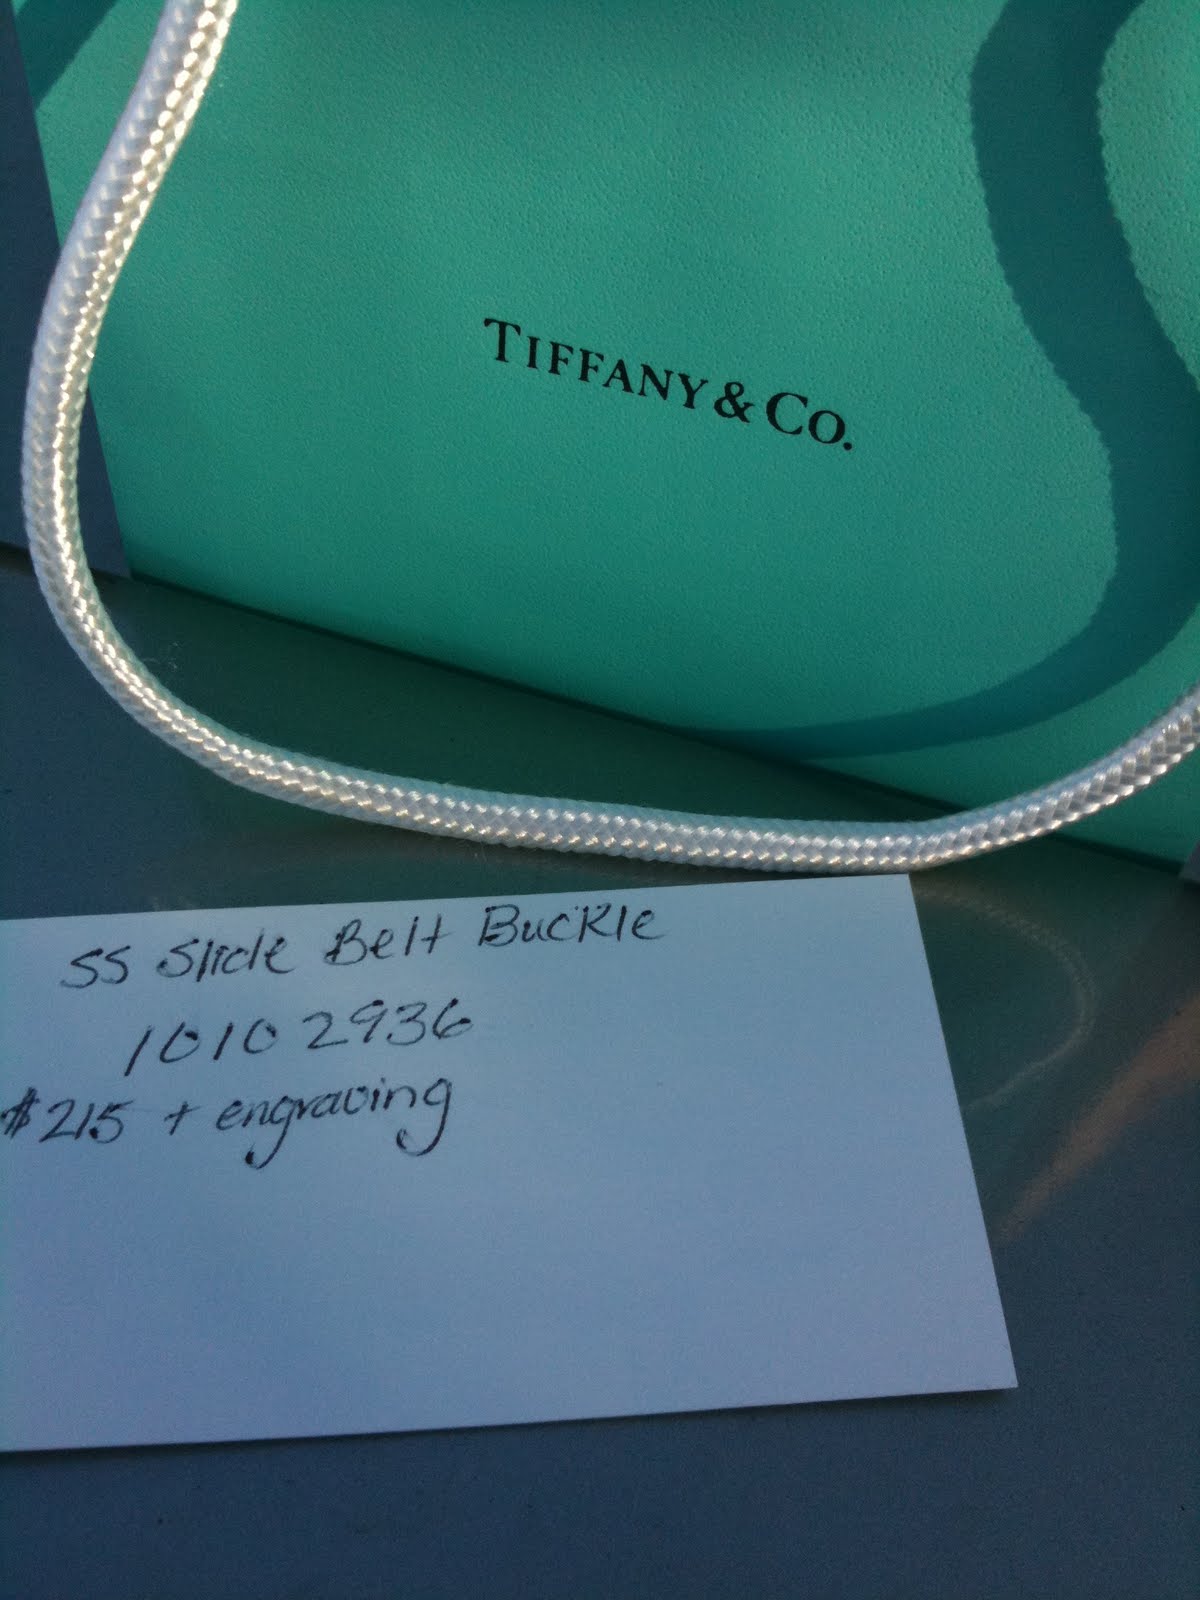 TIFFANY & CO.
SS Slide Belt Buckle
10102936
$215 + engraving